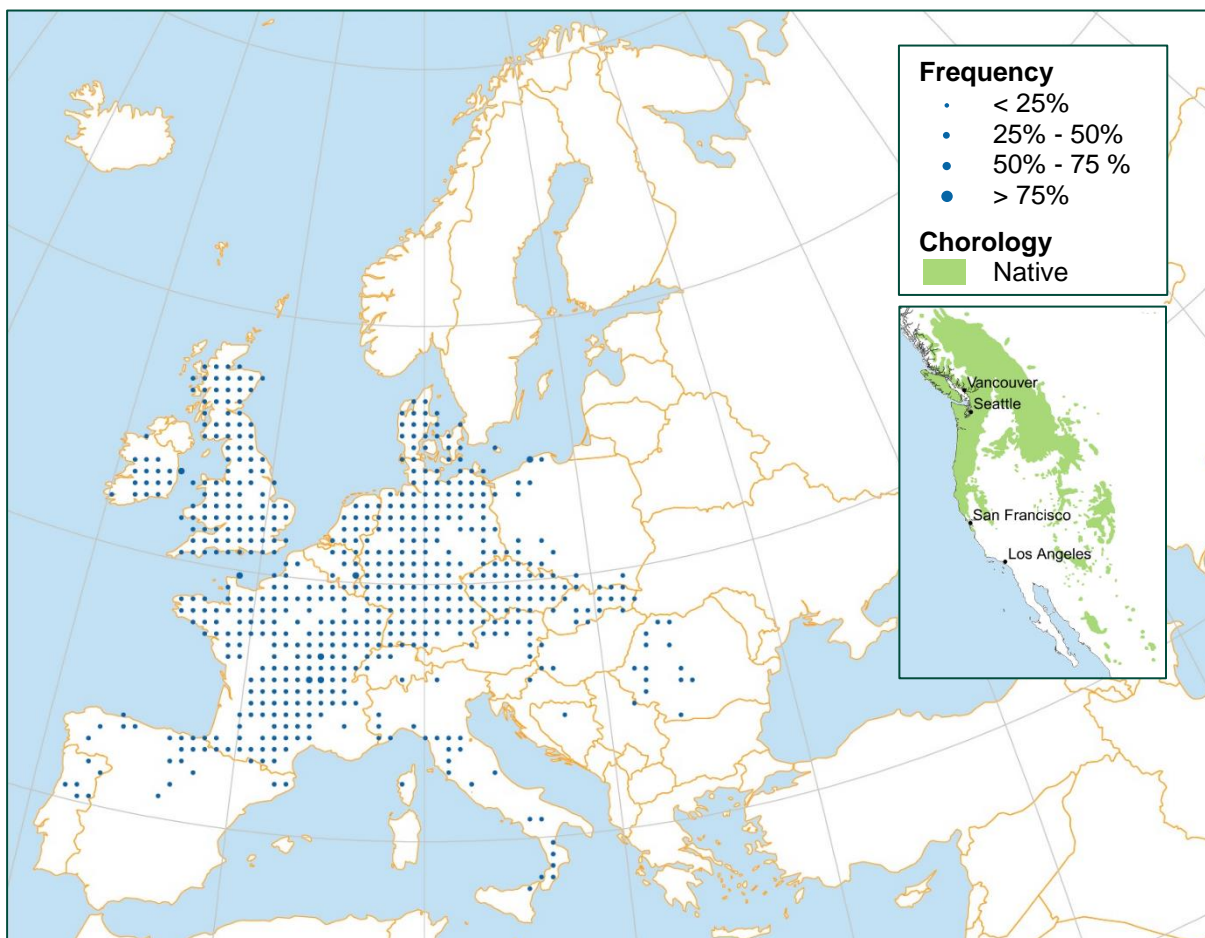 Frequency
< 25%
25% - 50%
50% - 75 %
> 75%
Chorology
Native
Vancouver
Seattle
San Francisco
Los Angeles